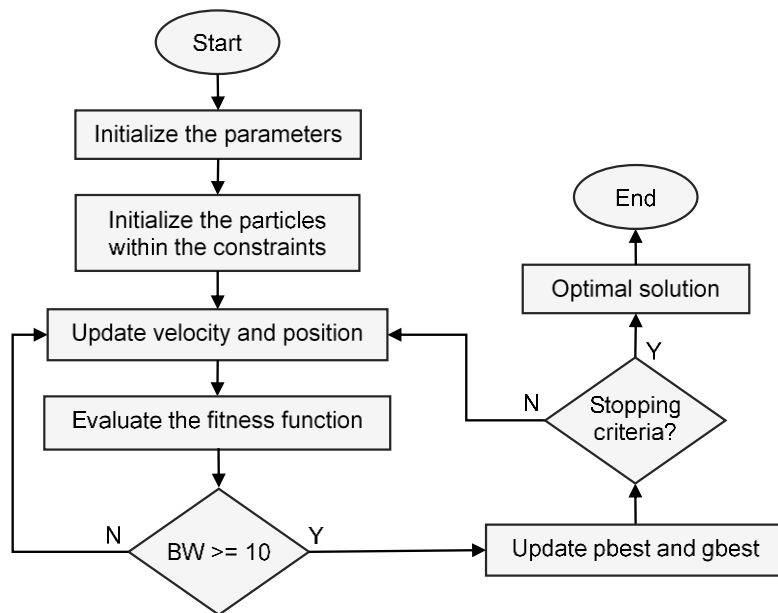 Start
Initialize the parameters
Initialize the particles
within the constraints
Update velocity and position
Evaluate the fitness function
N
BW >= 10
Y
Update pbest and gbest
Stopping
criteria?
N
Y
Optimal solution
End